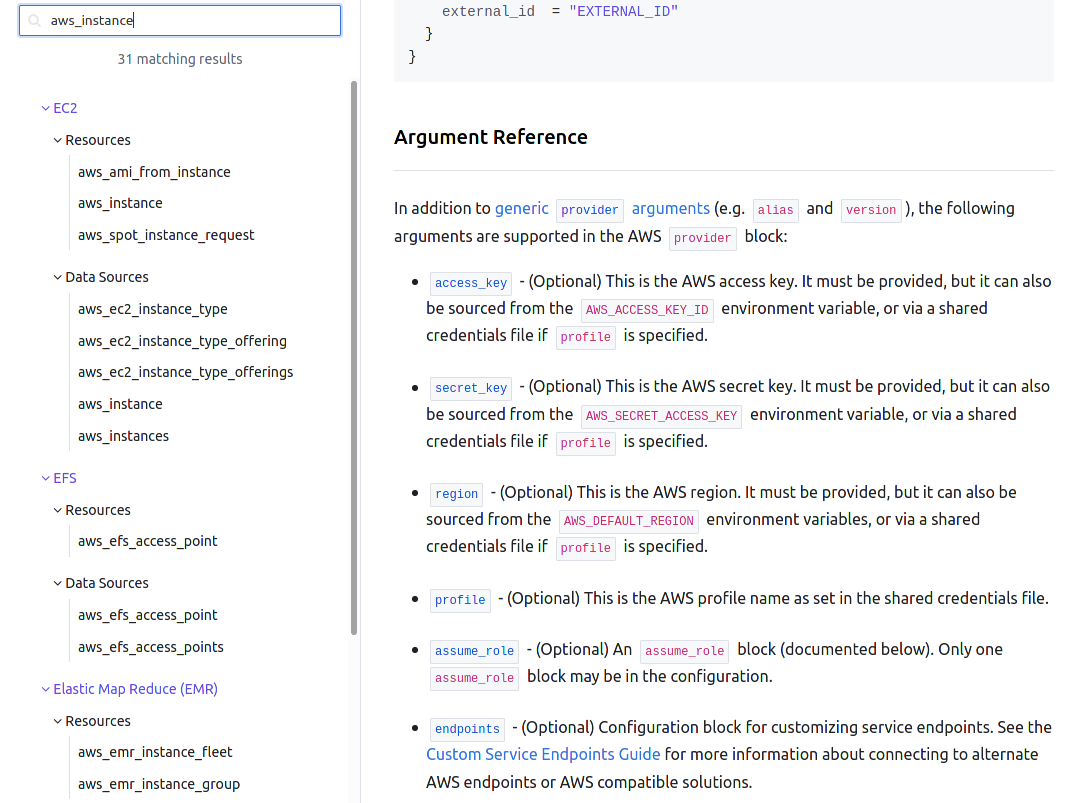 aws_instance
31 matching results
EC2
Resources
aws_ami_from_instance
aws_instance
aws_spot_instance_request
Data Sources
aws_ec2_instance_type
aws_ec2_instance_type_offering
aws_ec2_instance_type_offerings
aws_instance
aws_instances
EFS
Resources
aws_efs_access_point
Data Sources
aws_efs_access_point
aws_efs_access_points
Elastic Map Reduce (EMR)
Resources
aws_emr_instance_fleet
aws_emr_instance_group
external_id = "EXTERNAL_ID"
}
}
Argument Reference
In addition to generic provider arguments (e.g. alias and version ), the following
arguments are supported in the AWS provider block:
• access_key - (Optional) This is the AWS access key. It must be provided, but it can also
be sourced from the AWS_ACCESS_KEY_ID environment variable, or via a shared
credentials file if profile is specified.
• secret_key - (Optional) This is the AWS secret key. It must be provided, but it can also
be sourced from the AWS_SECRET_ACCESS_KEY environment variable, or via a shared
credentials file if profile is specified.
• region - (Optional) This is the AWS region. It must be provided, but it can also be
sourced from the AWS_DEFAULT_REGION environment variables, or via a shared
credentials file if profile is specified.
• profile - (Optional) This is the AWS profile name as set in the shared credentials file.
• assume_role - (Optional) An assume_role block (documented below). Only one
assume_role block may be in the configuration.
• endpoints - (Optional) Configuration block for customizing service endpoints. See the
Custom Service Endpoints Guide for more information about connecting to alternate
AWS endpoints or AWS compatible solutions.